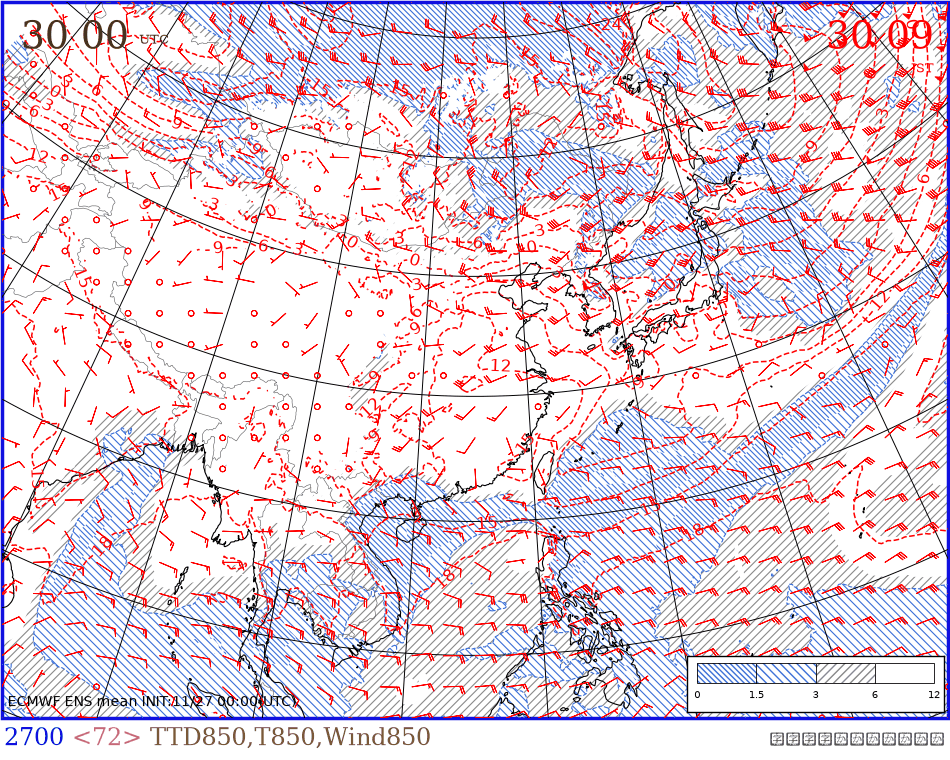 30 00 UTC
30 09
ECMWF ENS mean INIT:11/27 00:00(UTC)
0 1.5 3 6 12
2700 <72> TTD850,T850,Wind850